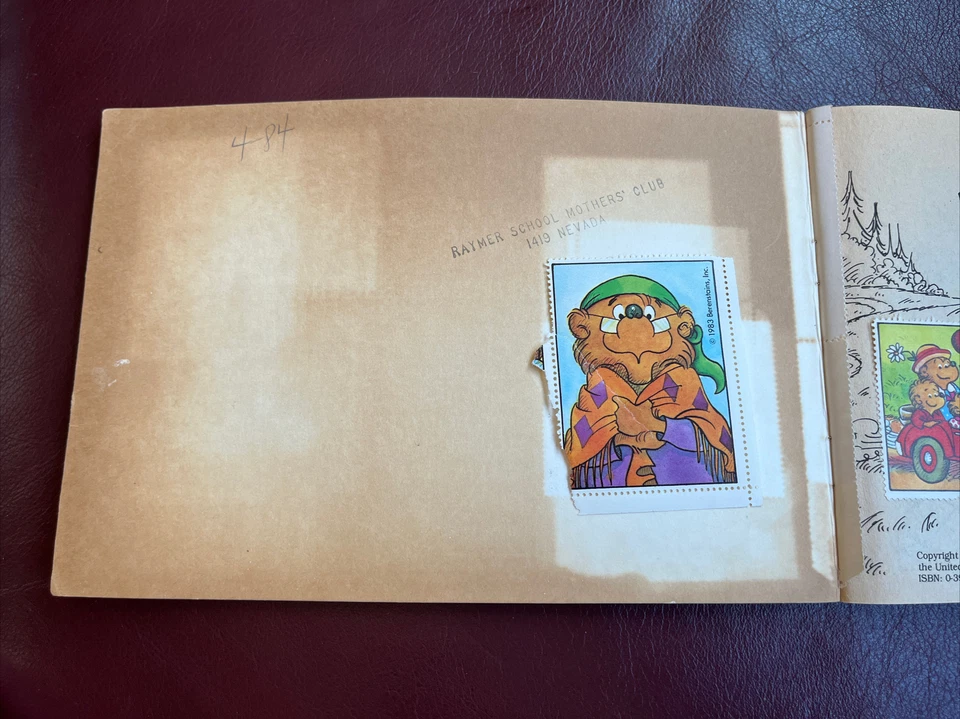 4-84
RAYMER SCHOOL MOTHERS' CLUB
1419 NEVADA
© 1983 Berenstains, Inc.
Copyright
the United
ISBN: 0-39